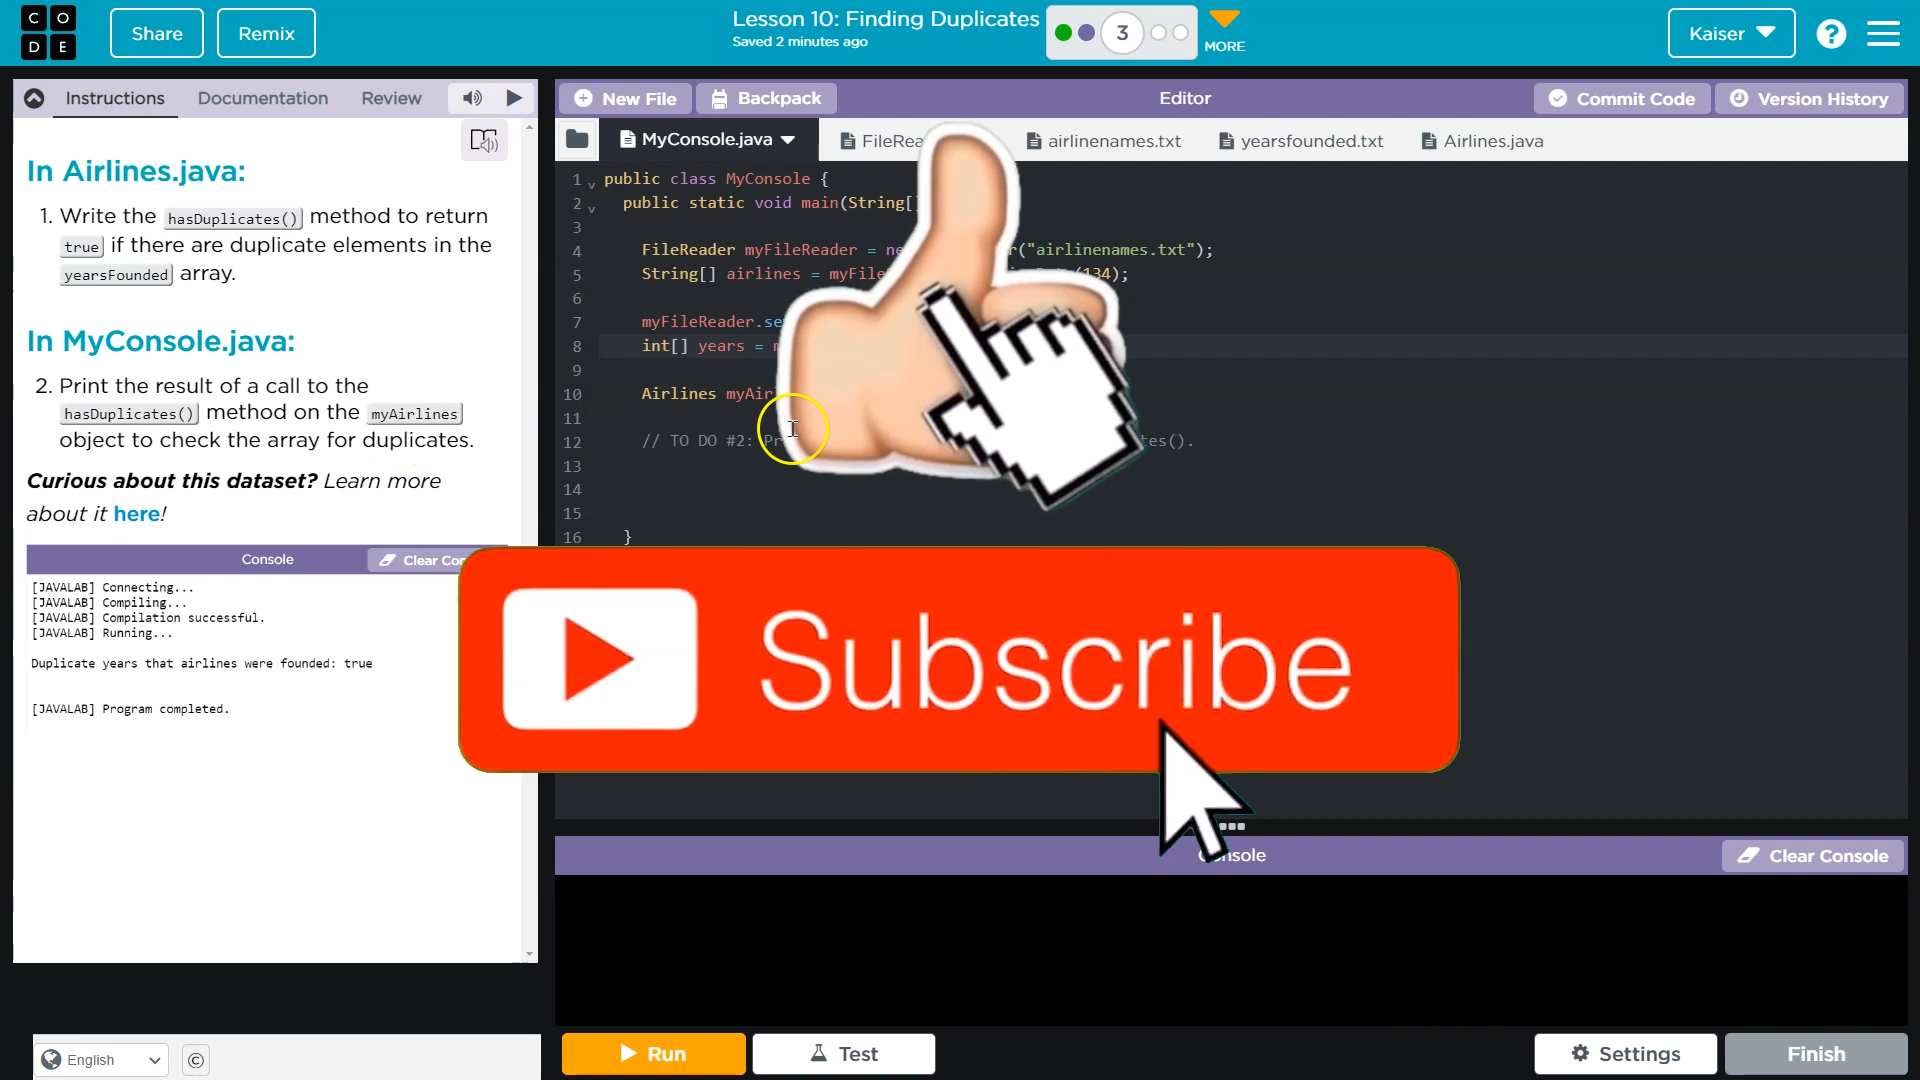 C O
D E
Share
Remix
Lesson 10: Finding Duplicates
Saved 2 minutes ago
3
MORE
Kaiser
?
Instructions
Documentation
Review
In Airlines.java:
1. Write the hasDuplicates() method to return
true if there are duplicate elements in the
yearsFounded array.
In MyConsole.java:
2. Print the result of a call to the
hasDuplicates() method on the myAirlines
object to check the array for duplicates.
Curious about this dataset? Learn more
about it here!
Console
Clear Con
[JAVALAB] Connecting...
[JAVALAB] Compiling...
[JAVALAB] Compilation successful.
[JAVALAB] Running...
Duplicate years that airlines were founded: true
[JAVALAB] Program completed.
English
©
New File
Backpack
Editor
Commit Code
Version History
MyConsole.java
FileRea
airlinenames.txt
yearsfounded.txt
Airlines.java
1 public class MyConsole {
2 public static void main(String[
3
4 FileReader myFileReader = ne r("airlinenames.txt");
5 String[] airlines = myFile (134);
6
7 myFileReader.se
8 int[] years = m
9
10 Airlines myAir
11
12 // TO DO #2: Pr tes().
13
14
15
16 }
Subscribe
Console
Clear Console
Run
Test
Settings
Finish